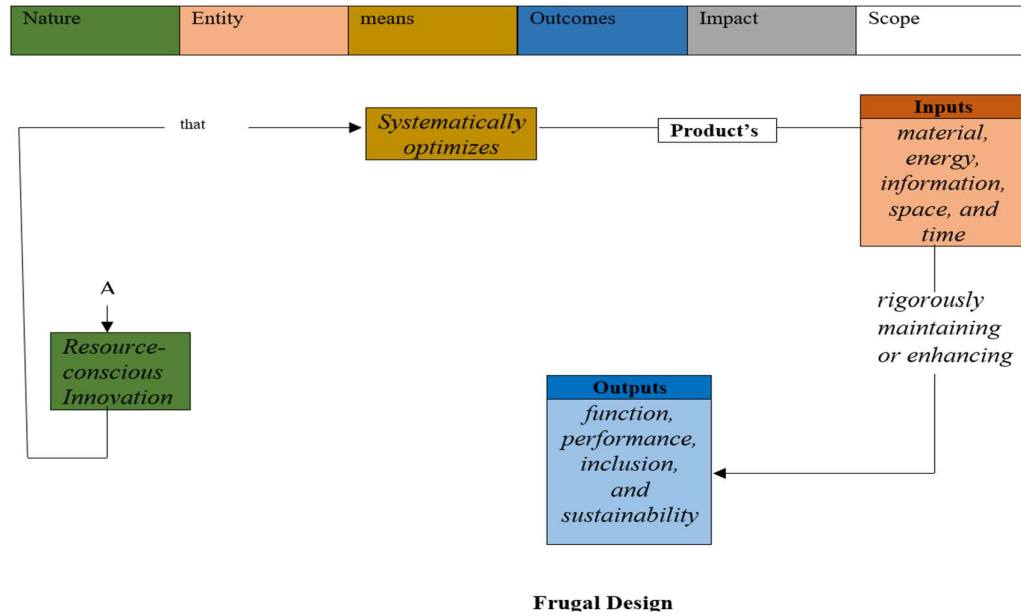 Nature Entity means Outcomes Impact Scope
that
Systematically
optimizes
Product's
Inputs
material,
energy,
information,
space, and
time
A
Resource-
conscious
Innovation
rigorously
maintaining
or enhancing
Outputs
function,
performance,
inclusion,
and
sustainability
Frugal Design